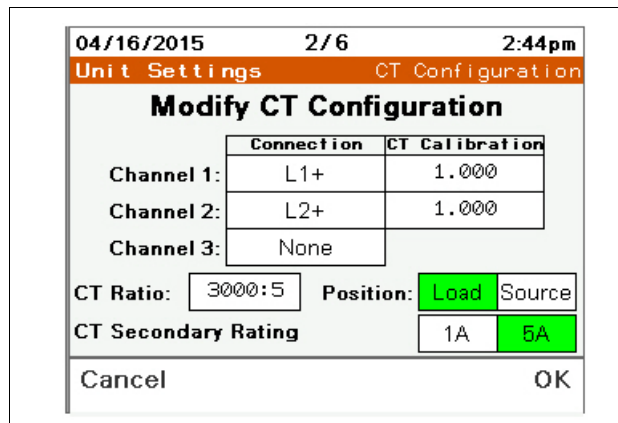 04/16/2015 2/6 2:44pm
Unit Settings CT Configuration
Modify CT Configuration
Connection CT Calibration
Channel 1: L1+ 1.000
Channel 2: L2+ 1.000
Channel 3: None
CT Ratio: 3000:5 Position: Load Source
CT Secondary Rating 1A 5A
Cancel OK